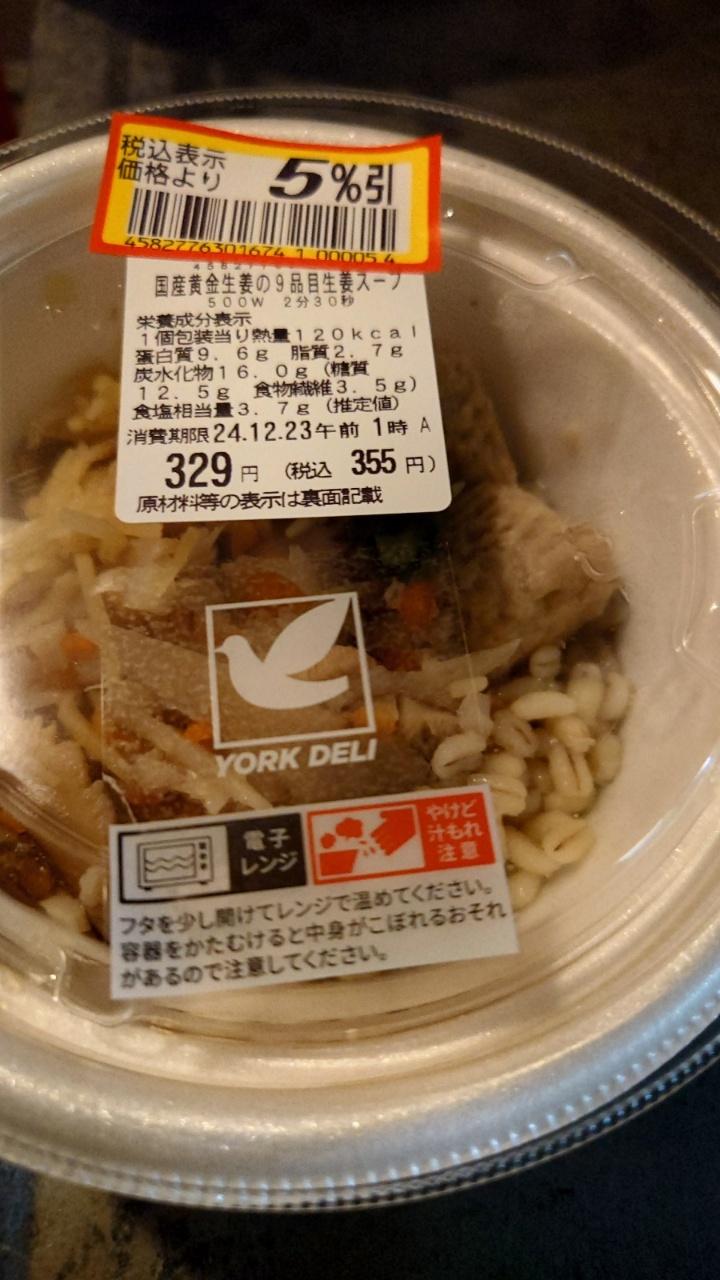 税込表示
価格より 5%引
4582776301674 1 00005 4
国産黄金生姜の9品目生姜スープ
500W 2分30秒
栄養成分表示
1個包装当り熱量120kcal
蛋白質9.6g 脂質2.7g
炭水化物16.0g(糖質
12.5g 食物繊維3.5g)
食塩相当量3.7g(推定値)
消費期限24.12.23午前 1時 A
329円 (税込 355円)
原材料等の表示は裏面記載
YORK DELI
電子
レンジ
やけど
汁もれ
注意
フタを少し開けてレンジで温めてください。
容器をかたむけると中身がこぼれるおそれ
があるので注意してください。